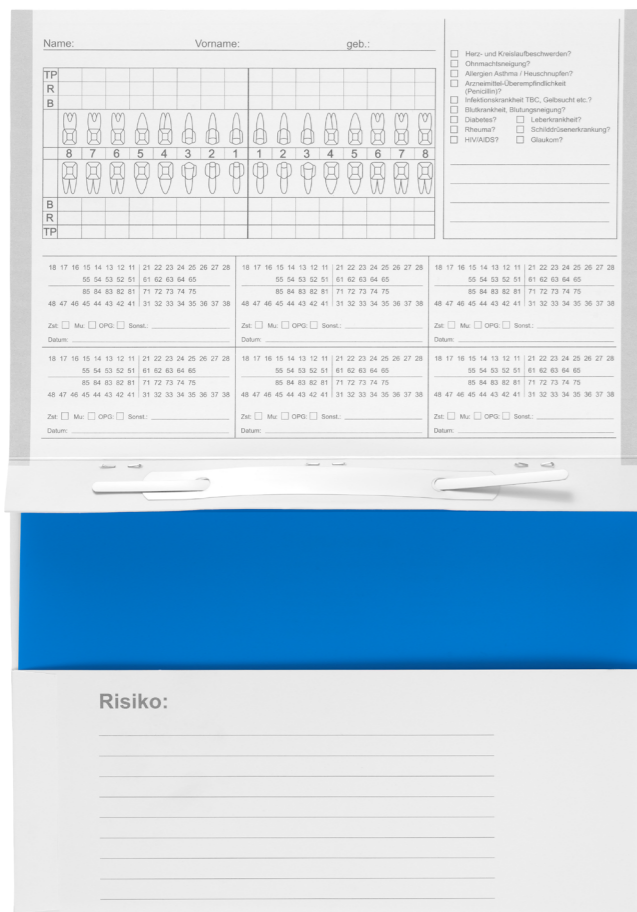 Name: Vorname: geb.:
TP
R
B
8 7 6 5 4 3 2 1 1 2 3 4 5 6 7 8
B
R
TP
Herz- und Kreislaufbeschwerden?
Ohnmachtsneigung?
Allergien Asthma / Heuschnupfen?
Arzneimittel-Überempfindlichkeit
(Penicillin)?
Infektionskrankheit TBC, Gelbsucht etc.?
Blutkrankheit, Blutungsneigung?
Diabetes? Leberkrankheit?
Rheuma? Schilddrüsenerkrankung?
HIV/AIDS? Glaukom?
18 17 16 15 14 13 12 11 21 22 23 24 25 26 27 28
55 54 53 52 51 61 62 63 64 65
85 84 83 82 81 71 72 73 74 75
48 47 46 45 44 43 42 41 31 32 33 34 35 36 37 38
Zst: Mu: OPG: Sonst.:
Datum:
18 17 16 15 14 13 12 11 21 22 23 24 25 26 27 28
55 54 53 52 51 61 62 63 64 65
85 84 83 82 81 71 72 73 74 75
48 47 46 45 44 43 42 41 31 32 33 34 35 36 37 38
Zst: Mu: OPG: Sonst.:
Datum:
18 17 16 15 14 13 12 11 21 22 23 24 25 26 27 28
55 54 53 52 51 61 62 63 64 65
85 84 83 82 81 71 72 73 74 75
48 47 46 45 44 43 42 41 31 32 33 34 35 36 37 38
Zst: Mu: OPG: Sonst.:
Datum:
18 17 16 15 14 13 12 11 21 22 23 24 25 26 27 28
55 54 53 52 51 61 62 63 64 65
85 84 83 82 81 71 72 73 74 75
48 47 46 45 44 43 42 41 31 32 33 34 35 36 37 38
Zst: Mu: OPG: Sonst.:
Datum:
18 17 16 15 14 13 12 11 21 22 23 24 25 26 27 28
55 54 53 52 51 61 62 63 64 65
85 84 83 82 81 71 72 73 74 75
48 47 46 45 44 43 42 41 31 32 33 34 35 36 37 38
Zst: Mu: OPG: Sonst.:
Datum:
18 17 16 15 14 13 12 11 21 22 23 24 25 26 27 28
55 54 53 52 51 61 62 63 64 65
85 84 83 82 81 71 72 73 74 75
48 47 46 45 44 43 42 41 31 32 33 34 35 36 37 38
Zst: Mu: OPG: Sonst.:
Datum:
Risiko: